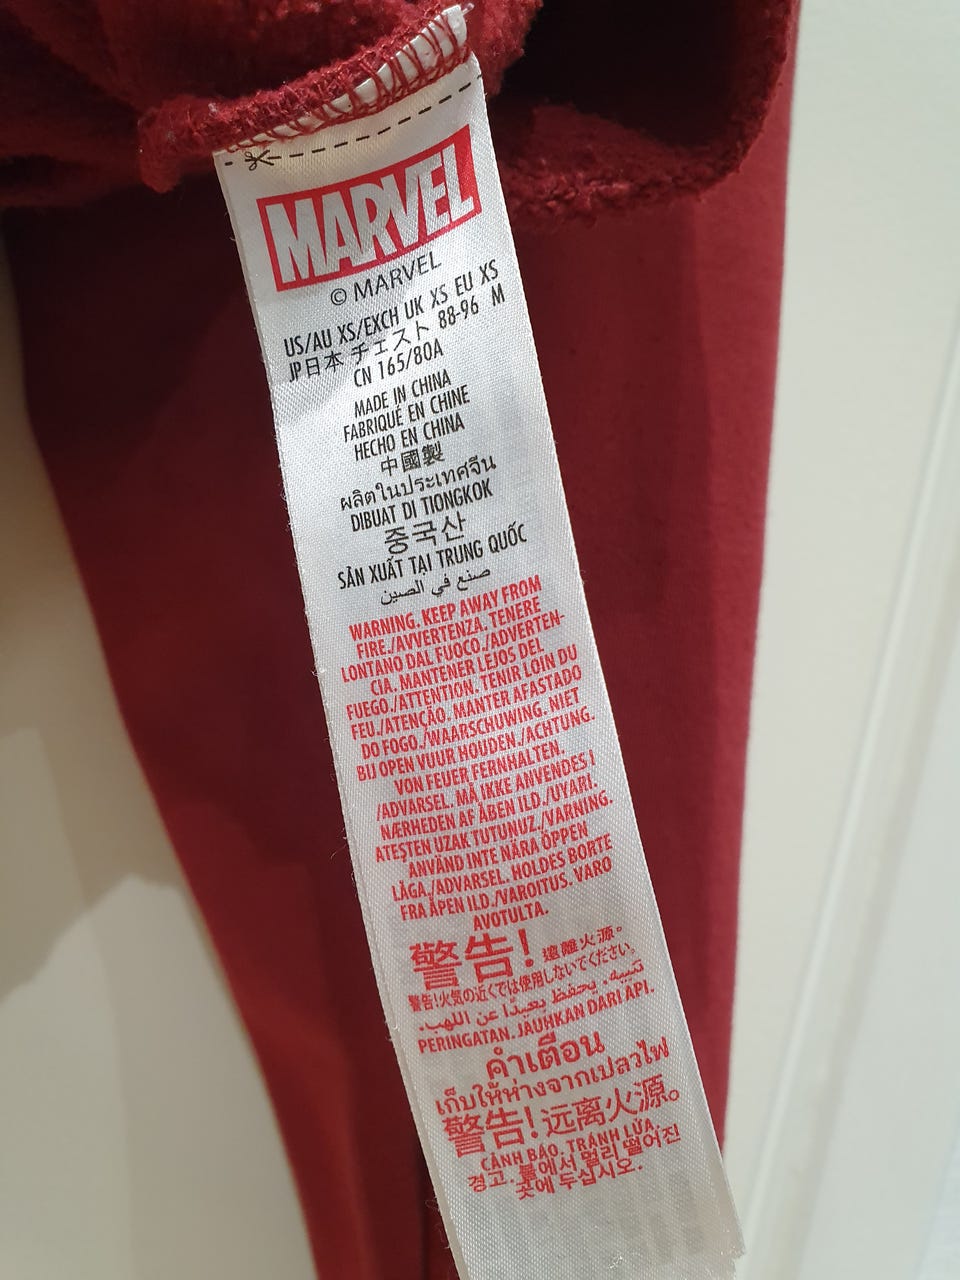 MARVEL
© MARVEL
US/AU XS/EXCH UK XS EU XS
JP日本 チェスト 88-96 M
CN 165/80A
MADE IN CHINA
FABRIQUÉ EN CHINE
HECHO EN CHINA
中國製
ผลิตในประเทศจีน
DIBUAT DI TIONGKOK
중국산
SẢN XUẤT TẠI TRUNG QUỐC
صنع في الصين
WARNING. KEEP AWAY FROM
FIRE./AVVERTENZA. TENERE
LONTANO DAL FUOCO./ADVERTEN-
CIA. MANTENER LEJOS DEL
FUEGO./ATTENTION. TENIR LOIN DU
FEU./ATENÇÃO. MANTER AFASTADO
DO FOGO./WAARSCHUWING. NIET
BIJ OPEN VUUR HOUDEN./ACHTUNG.
VON FEUER FERNHALTEN.
/ADVARSEL. MÅ IKKE ANVENDES I
NÆRHEDEN AF ÅBEN ILD./UYARI.
ATEŞTEN UZAK TUTUNUZ./VARNING.
ANVÄND INTE NÄRA ÖPPEN
LÅGA./ADVARSEL. HOLDES BORTE
FRA ÅPEN ILD./VAROITUS. VARO
AVOTULTA.
警告! 遠離火源。
警告!火気の近くでは使用しないでください。
تنبيه. يحفظ بعيدًا عن اللهب.
PERINGATAN. JAUHKAN DARI API.
คำเตือน
เก็บให้ห่างจากเปลวไฟ
警告!远离火源。
CẢNH BÁO. TRÁNH LỬA.
경고. 불에서 멀리 떨어진
곳에 두십시오.